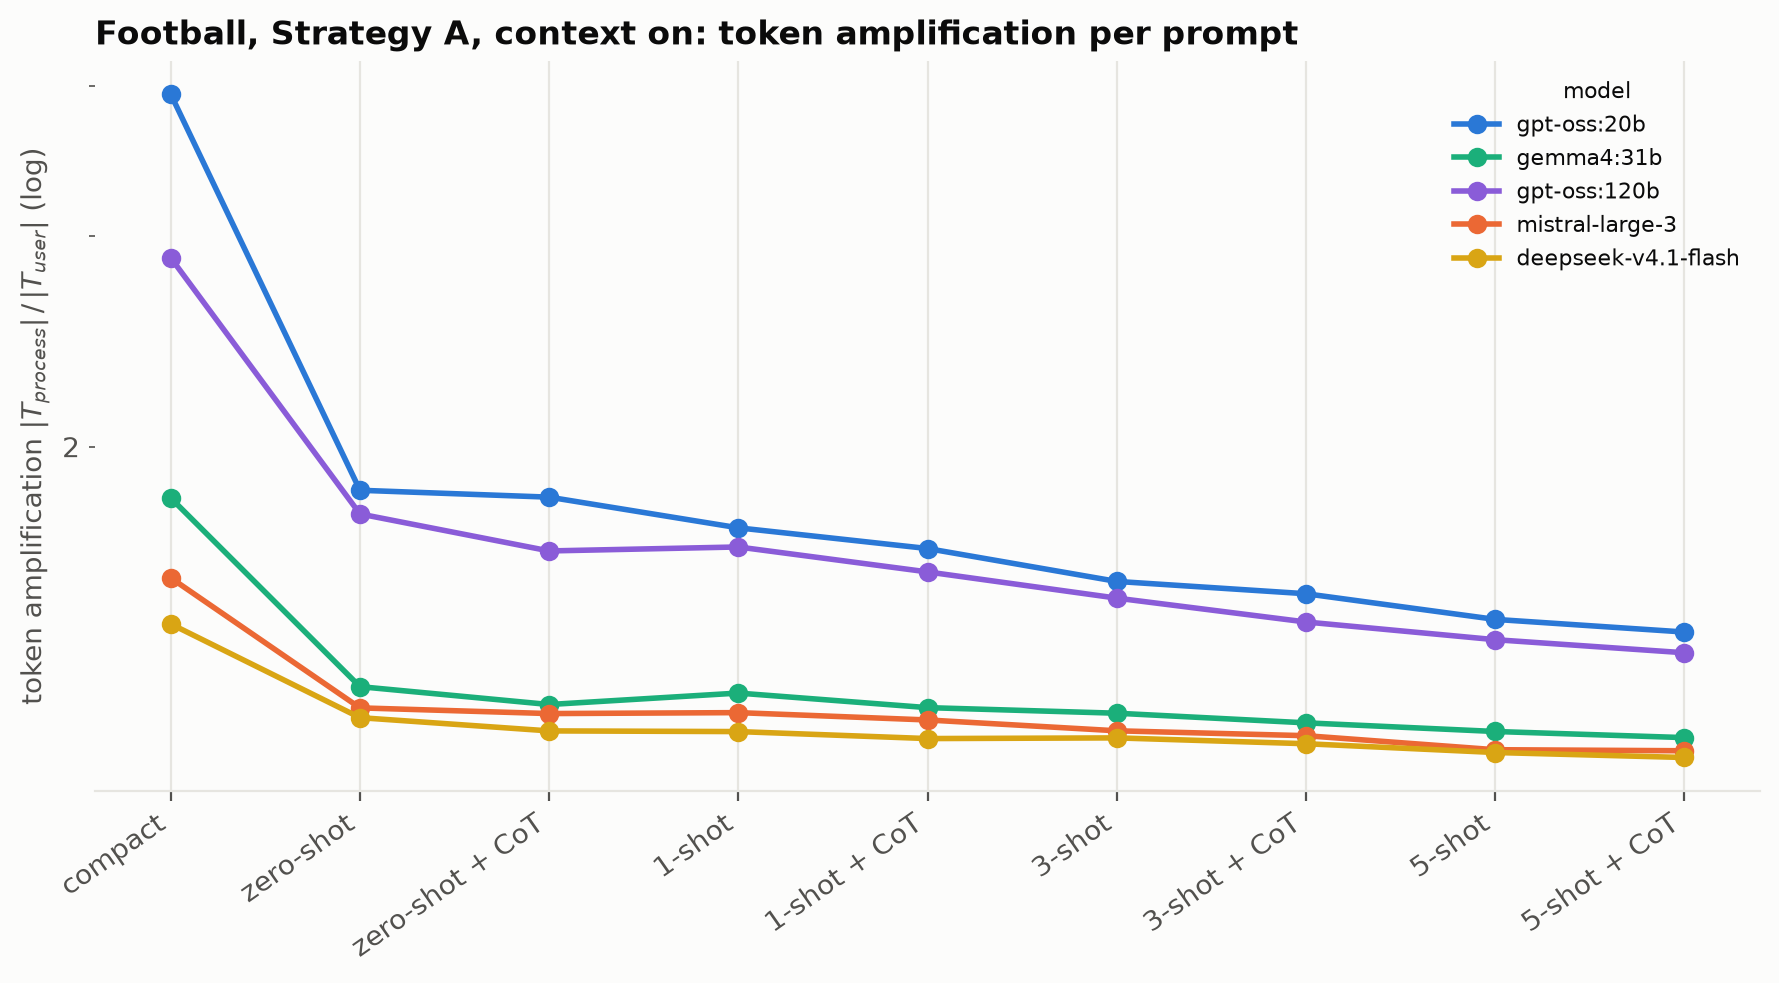 Football, Strategy A, context on: token amplification per prompt
token amplification |T_process| / |T_user| (log)
2
model
gpt-oss:20b
gemma4:31b
gpt-oss:120b
mistral-large-3
deepseek-v4.1-flash
compact
zero-shot
zero-shot + CoT
1-shot
1-shot + CoT
3-shot
3-shot + CoT
5-shot
5-shot + CoT